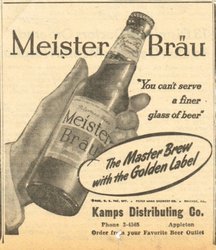 Meister Bräu
"You can't serve
a finer
glass of beer"
Meister
Bräu
The Master Brew
with the Golden Label
Kamps Distributing Co.
Phone 3-4565 Appleton
Order from your Favorite Beer Outlet